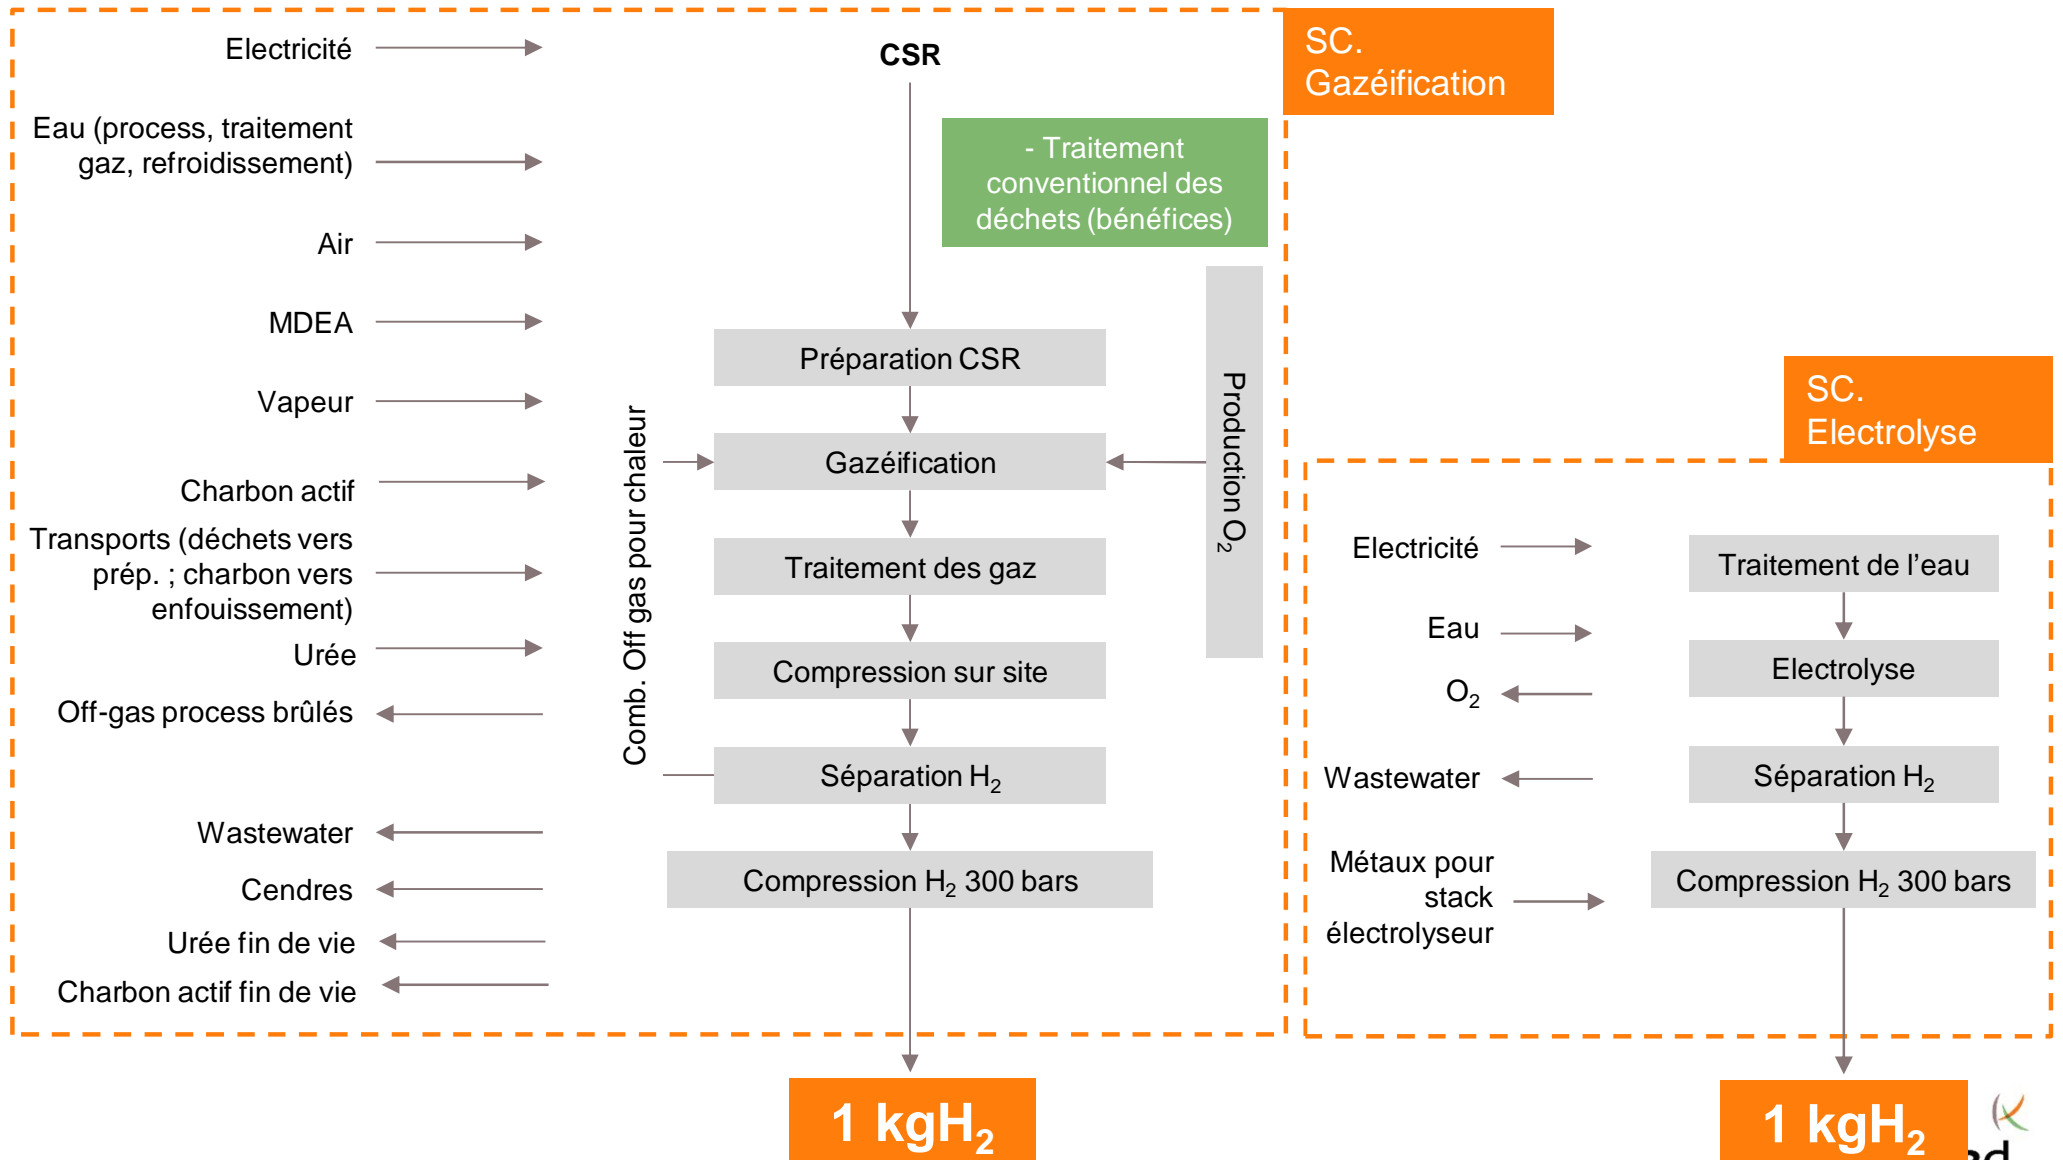 SC.
Gazéification
Electricité
CSR
Eau (process, traitement
gaz, refroidissement)
- Traitement
conventionnel des
déchets (bénéfices)
Air
MDEA
Préparation CSR
Vapeur
Gazéification
Production O₂
Comb. Off gas pour chaleur
Charbon actif
Transports (déchets vers
prép. ; charbon vers
enfouissement)
Traitement des gaz
Urée
Compression sur site
Off-gas process brûlés
Séparation H₂
Wastewater
Cendres
Compression H₂ 300 bars
Urée fin de vie
Charbon actif fin de vie
1 kgH₂
SC.
Electrolyse
Electricité
Traitement de l’eau
Eau
Electrolyse
O₂
Wastewater
Séparation H₂
Métaux pour
stack
électrolyseur
Compression H₂ 300 bars
1 kgH₂